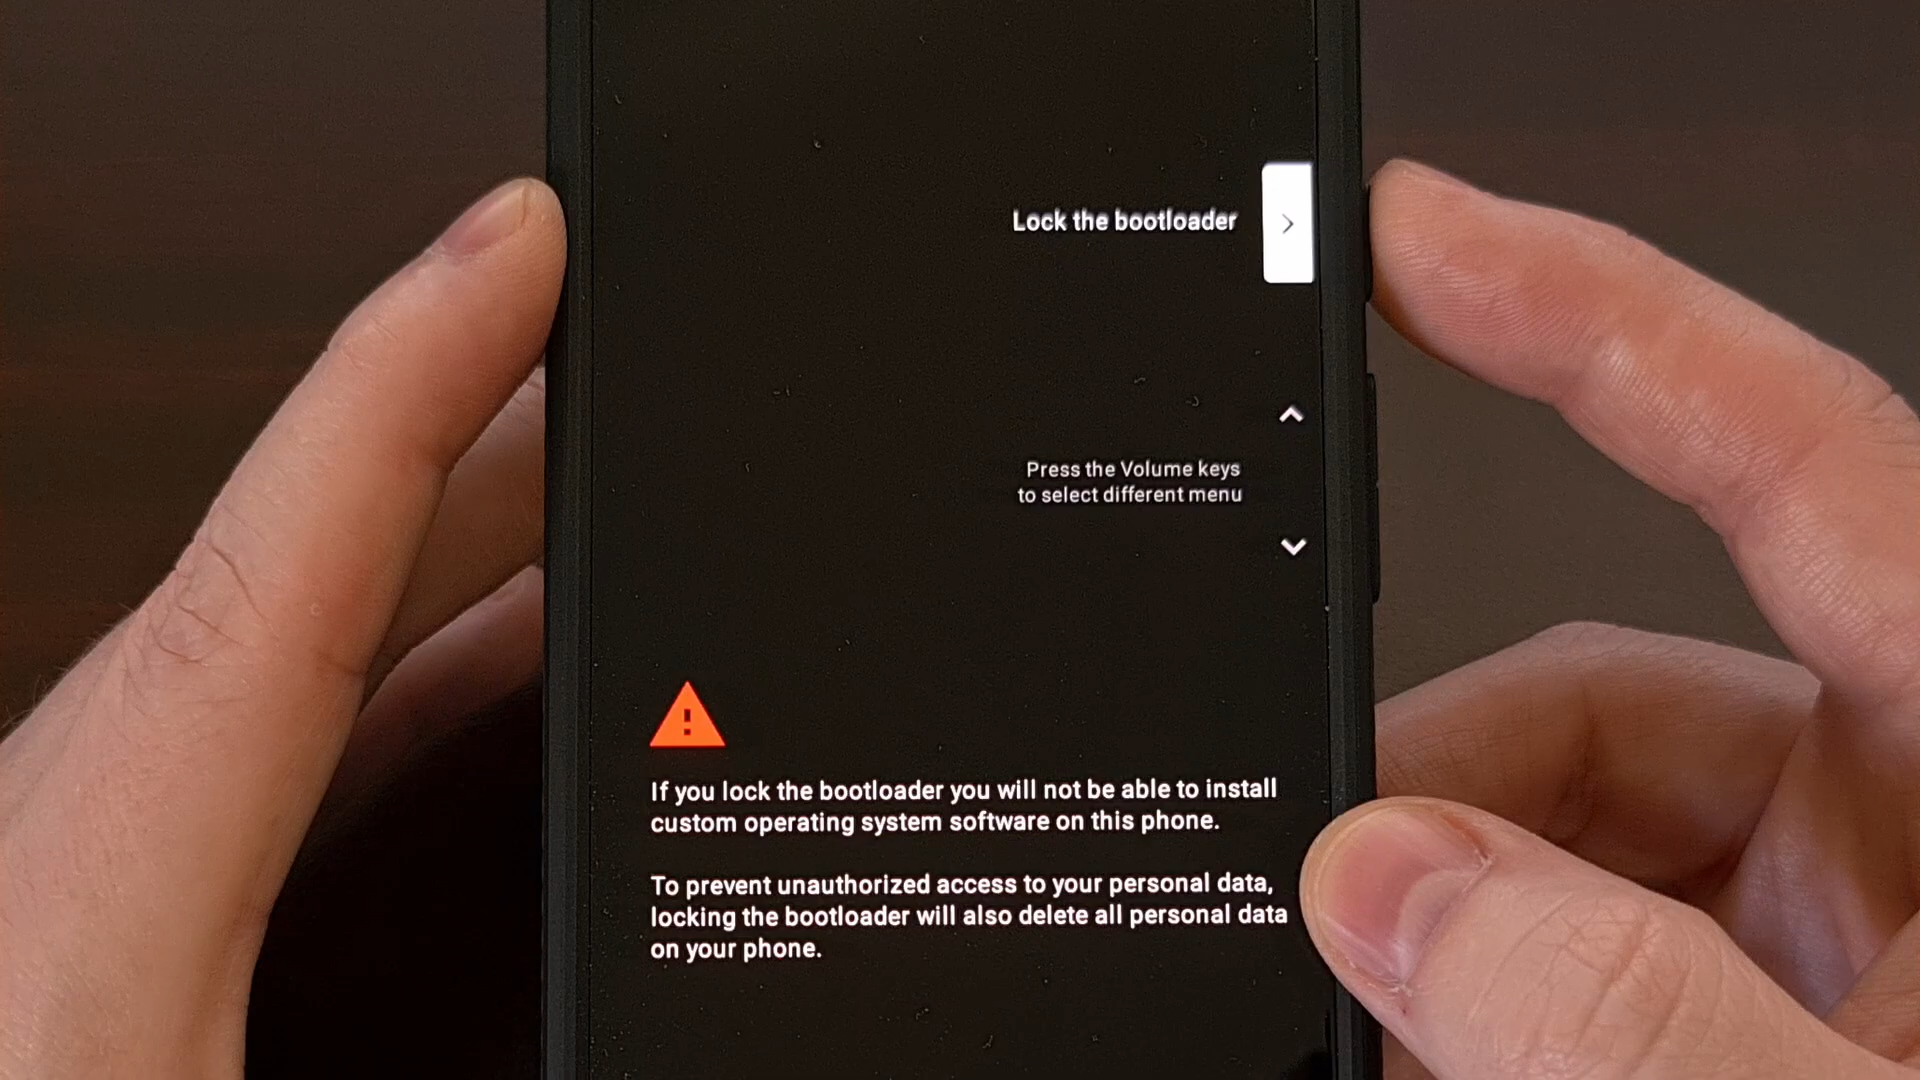 Lock the bootloader
Press the Volume keys
to select different menu
If you lock the bootloader you will not be able to install
custom operating system software on this phone.
To prevent unauthorized access to your personal data,
locking the bootloader will also delete all personal data
on your phone.